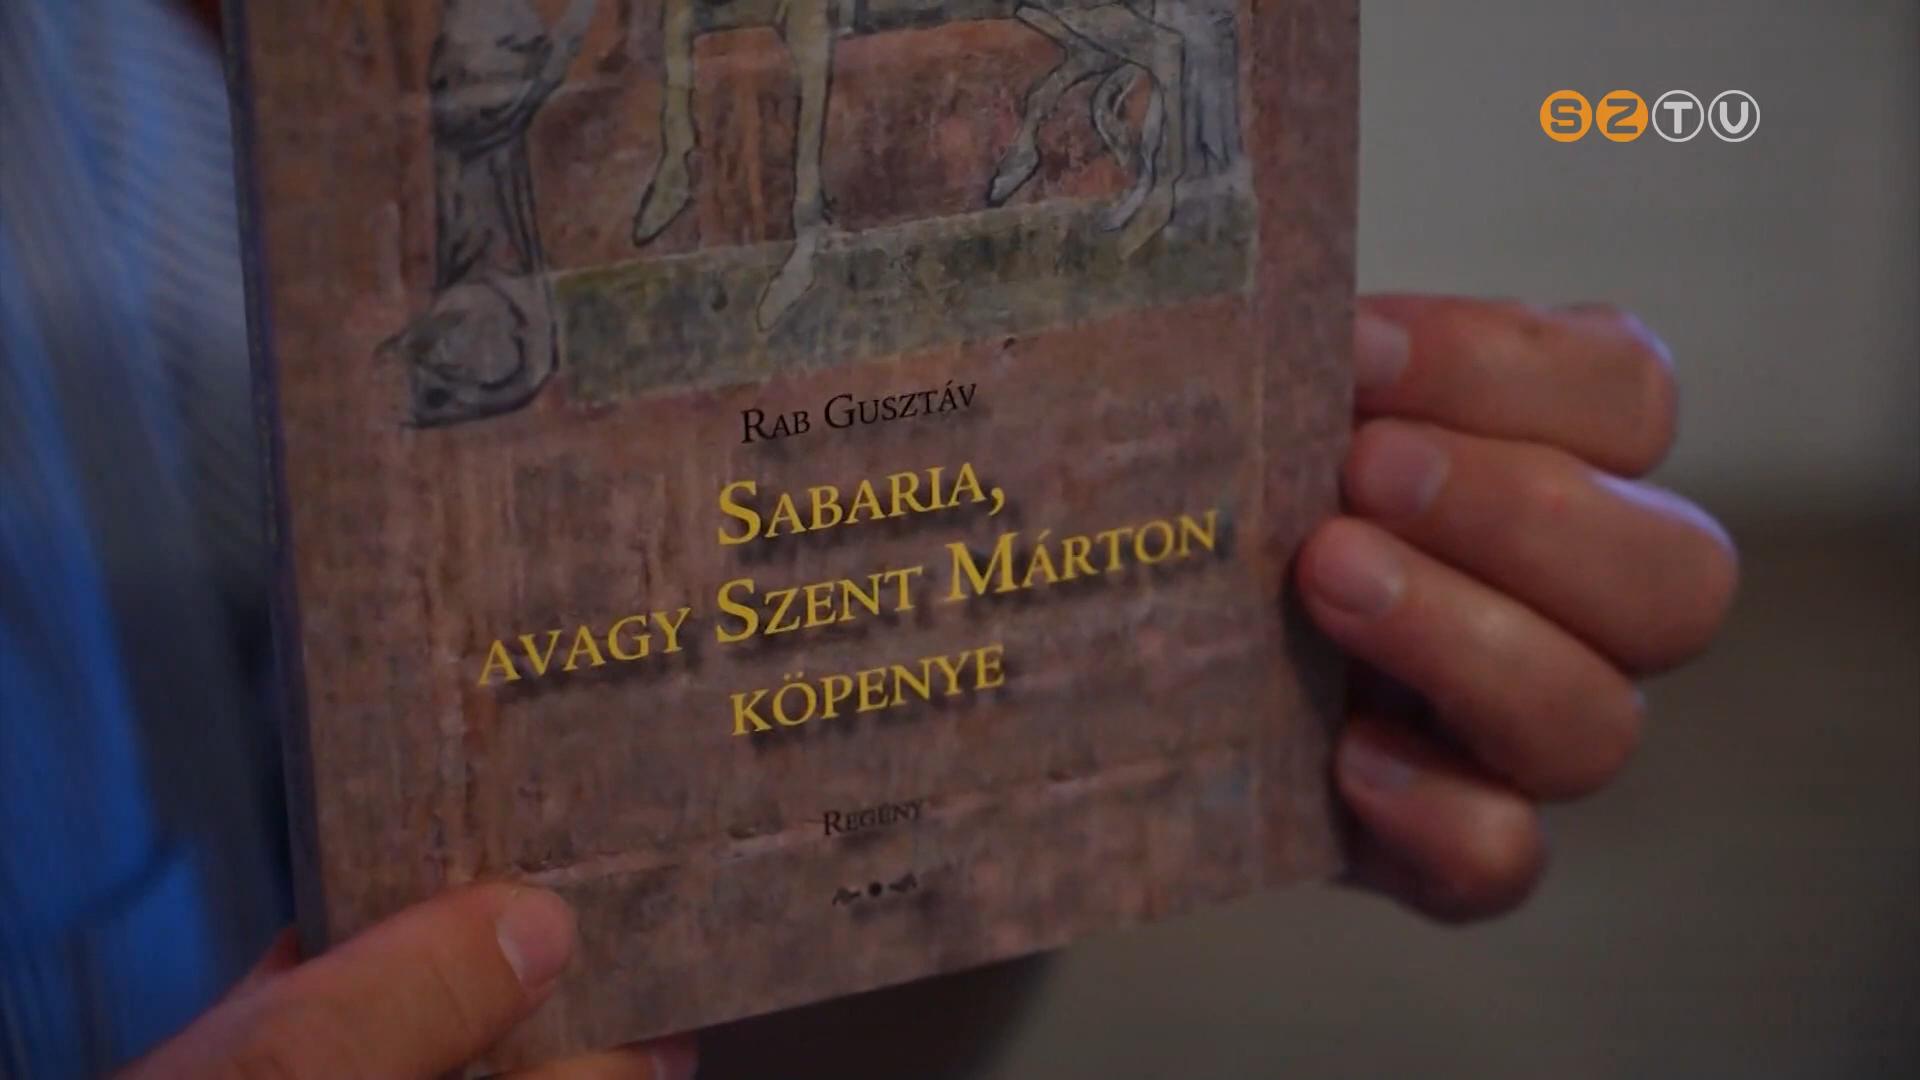 SZTV
Rab Gusztáv
Sabaria,
avagy Szent Márton
köpenye
Regény